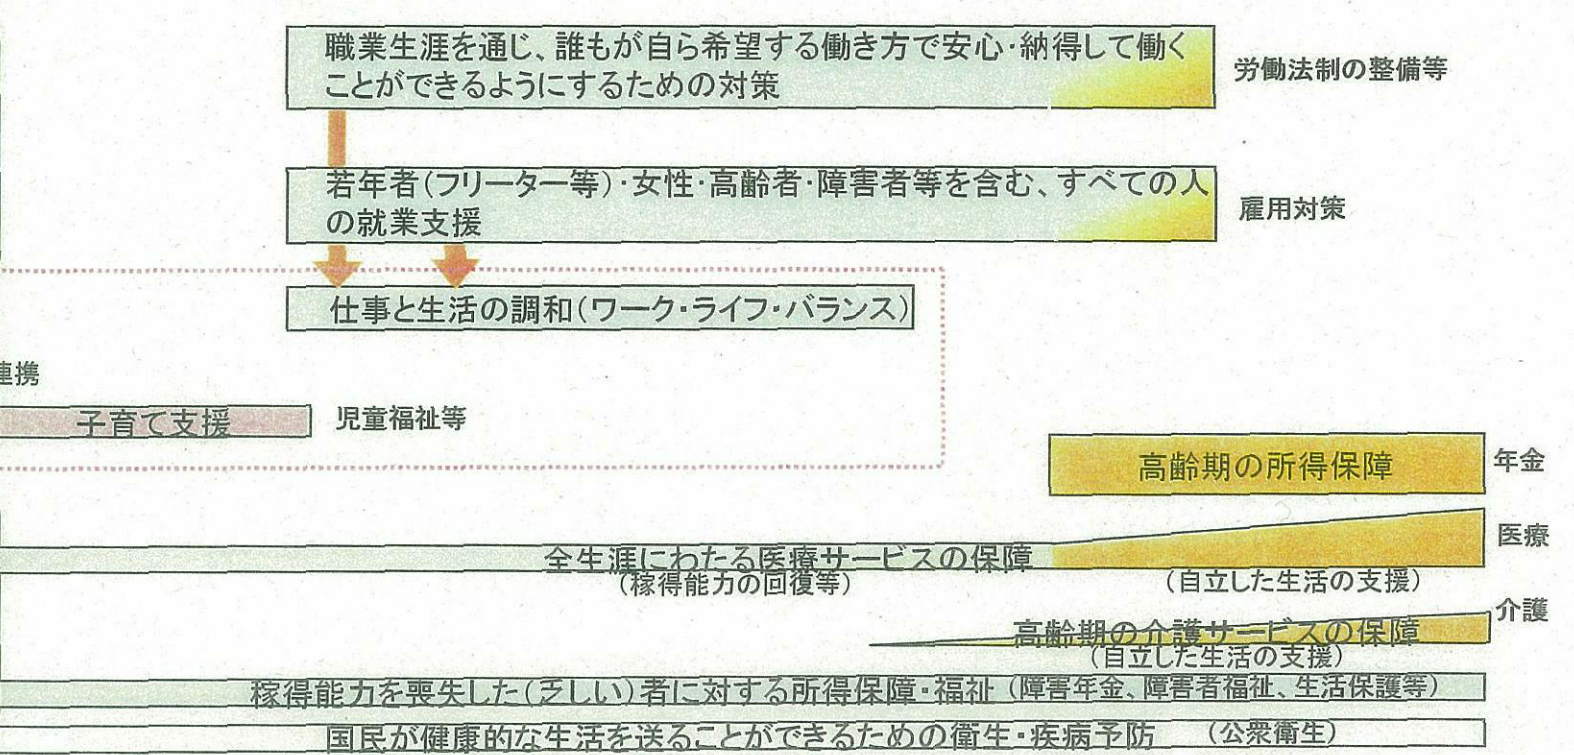 職業生涯を通じ、誰もが自ら希望する働き方で安心・納得して働く
ことができるようにするための対策
労働法制の整備等
若年者(フリーター等)・女性・高齢者・障害者等を含む、すべての人
の就業支援
雇用対策
仕事と生活の調和(ワーク・ライフ・バランス)
連携
子育て支援
児童福祉等
高齢期の所得保障
年金
医療
全生涯にわたる医療サービスの保障
(稼得能力の回復等)
(自立した生活の支援)
介護
高齢期の介護サービスの保障
(自立した生活の支援)
稼得能力を喪失した(乏しい)者に対する所得保障・福祉(障害年金、障害者福祉、生活保護等)
国民が健康的な生活を送ることができるための衛生・疾病予防 (公衆衛生)